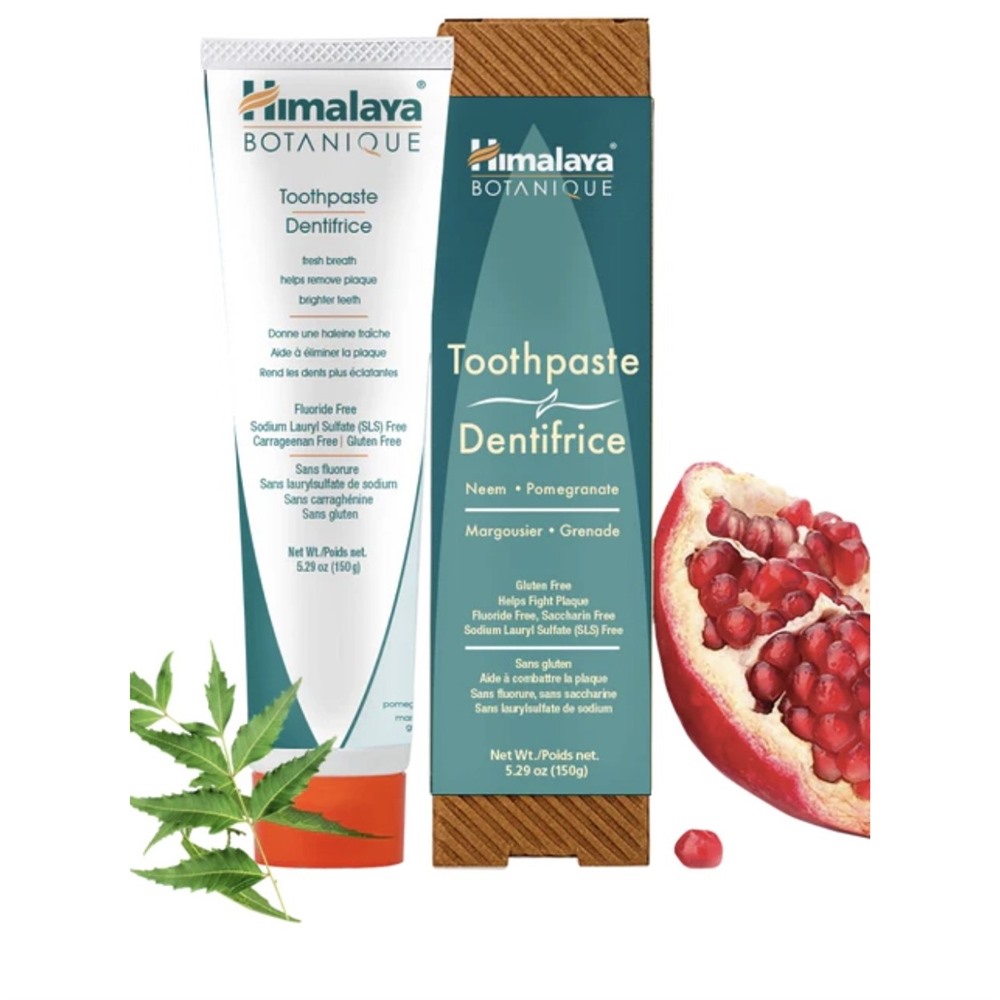 Himalaya®
BOTANIQUE
Toothpaste
Dentifrice
fresh breath
helps remove plaque
brighter teeth
Donne une haleine fraîche
Aide à éliminer la plaque
Rend les dents plus éclatantes
Fluoride Free
Sodium Lauryl Sulfate (SLS) Free
Carrageenan Free | Gluten Free
Sans fluorure
Sans laurylsulfate de sodium
Sans carraghénine
Sans gluten
Net Wt./Poids net.
5.29 oz (150g)
Himalaya®
BOTANIQUE
Toothpaste
Dentifrice
Neem • Pomegranate
Margousier • Grenade
Gluten Free
Helps Fight Plaque
Fluoride Free, Saccharin Free
Sodium Lauryl Sulfate (SLS) Free
Sans gluten
Aide à combattre la plaque
Sans fluorure, sans saccharine
Sans laurylsulfate de sodium
Net Wt./Poids net.
5.29 oz (150g)